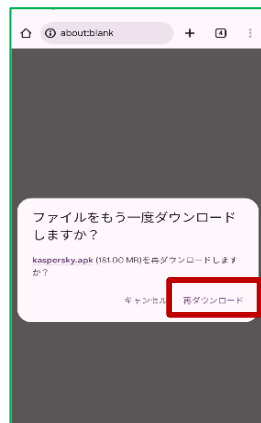 about:blank
4
ファイルをもう一度ダウンロード
しますか？
kaspersky.apk (181.00 MB)を再ダウンロードします
か？
キャンセル 再ダウンロード